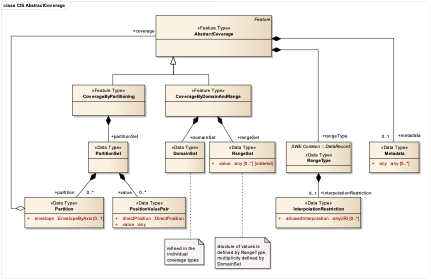 class CIS AbstractCoverage
Feature
«Feature Type»
AbstractCoverage
+coverage
«Feature Type»
CoverageByPartitioning
«Feature Type»
CoverageByDomainAndRange
+partitionSet
+domainSet
+rangeSet
+rangeType
0..1
+metadata
«Data Type»
PartitionSet
«Data Type»
DomainSet
«Data Type»
RangeSet
+ value :any [0..*] {ordered}
SWE Common :: DataRecord
«Data Type»
RangeType
«Data Type»
Metadata
+ any :any [0..*]
+partition
0..*
+value
0..*
0..1
+interpolationRestriction
«Data Type»
Partition
+ envelope :EnvelopeByAxis [0..1]
«Data Type»
PositionValuePair
+ directPosition :DirectPosition
+ value :any
«Data Type»
InterpolationRestriction
+ allowedInterpolation :anyURI [0..*]
refined in the
individual
coverage types
structure of values is
defined by RangeType,
multiplicity defined by
DomainSet